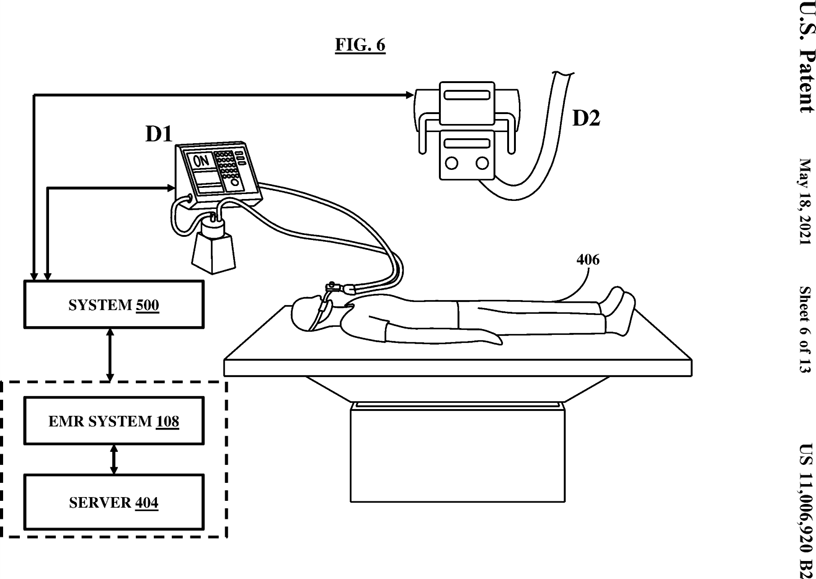 U.S. Patent May 18, 2021 Sheet 6 of 13 US 11,006,920 B2
FIG. 6
D1
D2
ON
406
SYSTEM 500
EMR SYSTEM 108
SERVER 404